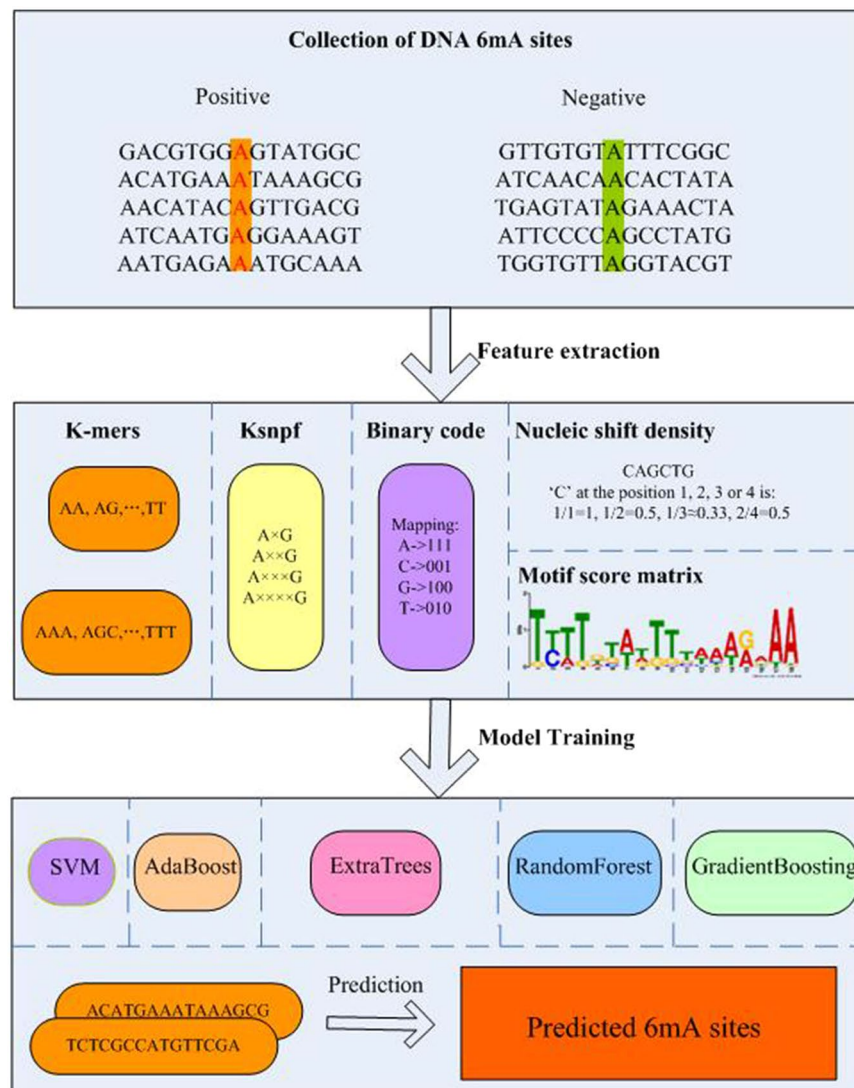 Collection of DNA 6mA sites
Positive
Negative
GACGTGGAGTATGGC
ACATGAAATAAAGCG
AACATACAGTTGACG
ATCAATGAGGAAAGT
AATGAGAAATGCAAA
GTTGTGTATTTCGGC
ATCAACAACACTATA
TGAGTATAGAAACTA
ATTCCCCAGCCTATG
TGGTGTTAGGTACGT
Feature extraction
K-mers
AA, AG,···,TT
AAA, AGC,···,TTT
Ksnpf
A×G
A××G
A×××G
A××××G
Binary code
Mapping:
A->111
C->001
G->100
T->010
Nucleic shift density
CAGCTG
'C' at the position 1, 2, 3 or 4 is:
1/1=1, 1/2=0.5, 1/3≈0.33, 2/4=0.5
Motif score matrix
Model Training
SVM
AdaBoost
ExtraTrees
RandomForest
GradientBoosting
ACATGAAATAAAGCG
TCTCGCCATGTTCGA
Prediction
Predicted 6mA sites